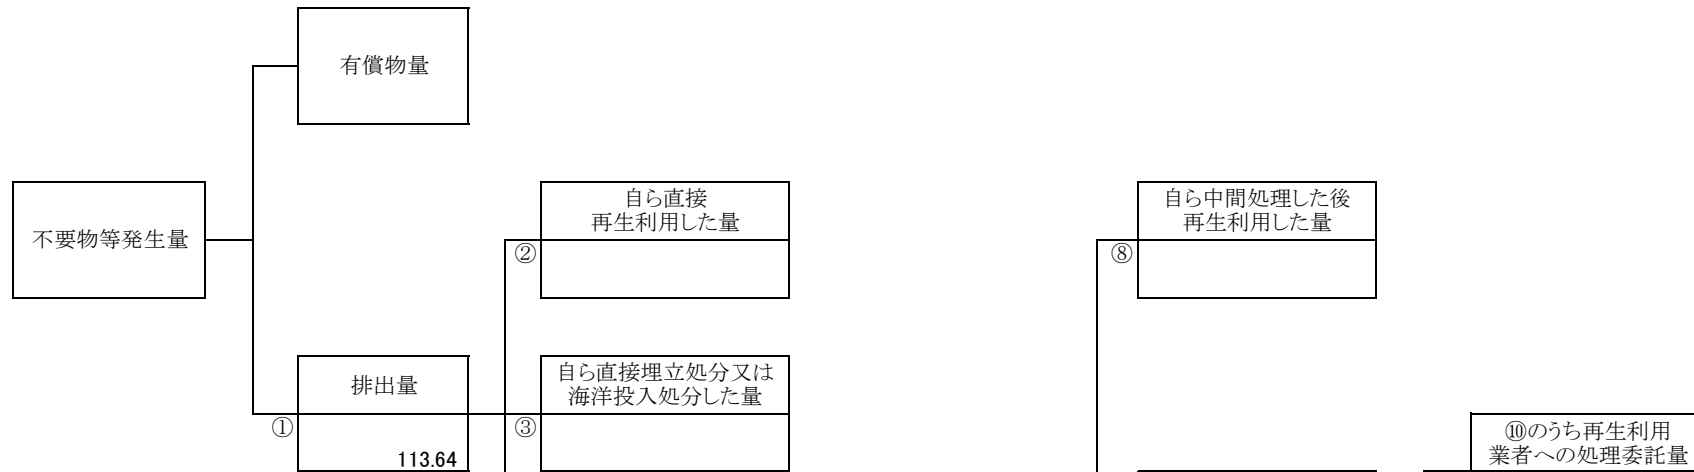 有償物量
不要物等発生量
自ら直接
再生利用した量
②
自ら中間処理した後
再生利用した量
⑧
排出量
①
113.64
自ら直接埋立処分又は
海洋投入処分した量
③
⑩のうち再生利用
業者への処理委託量